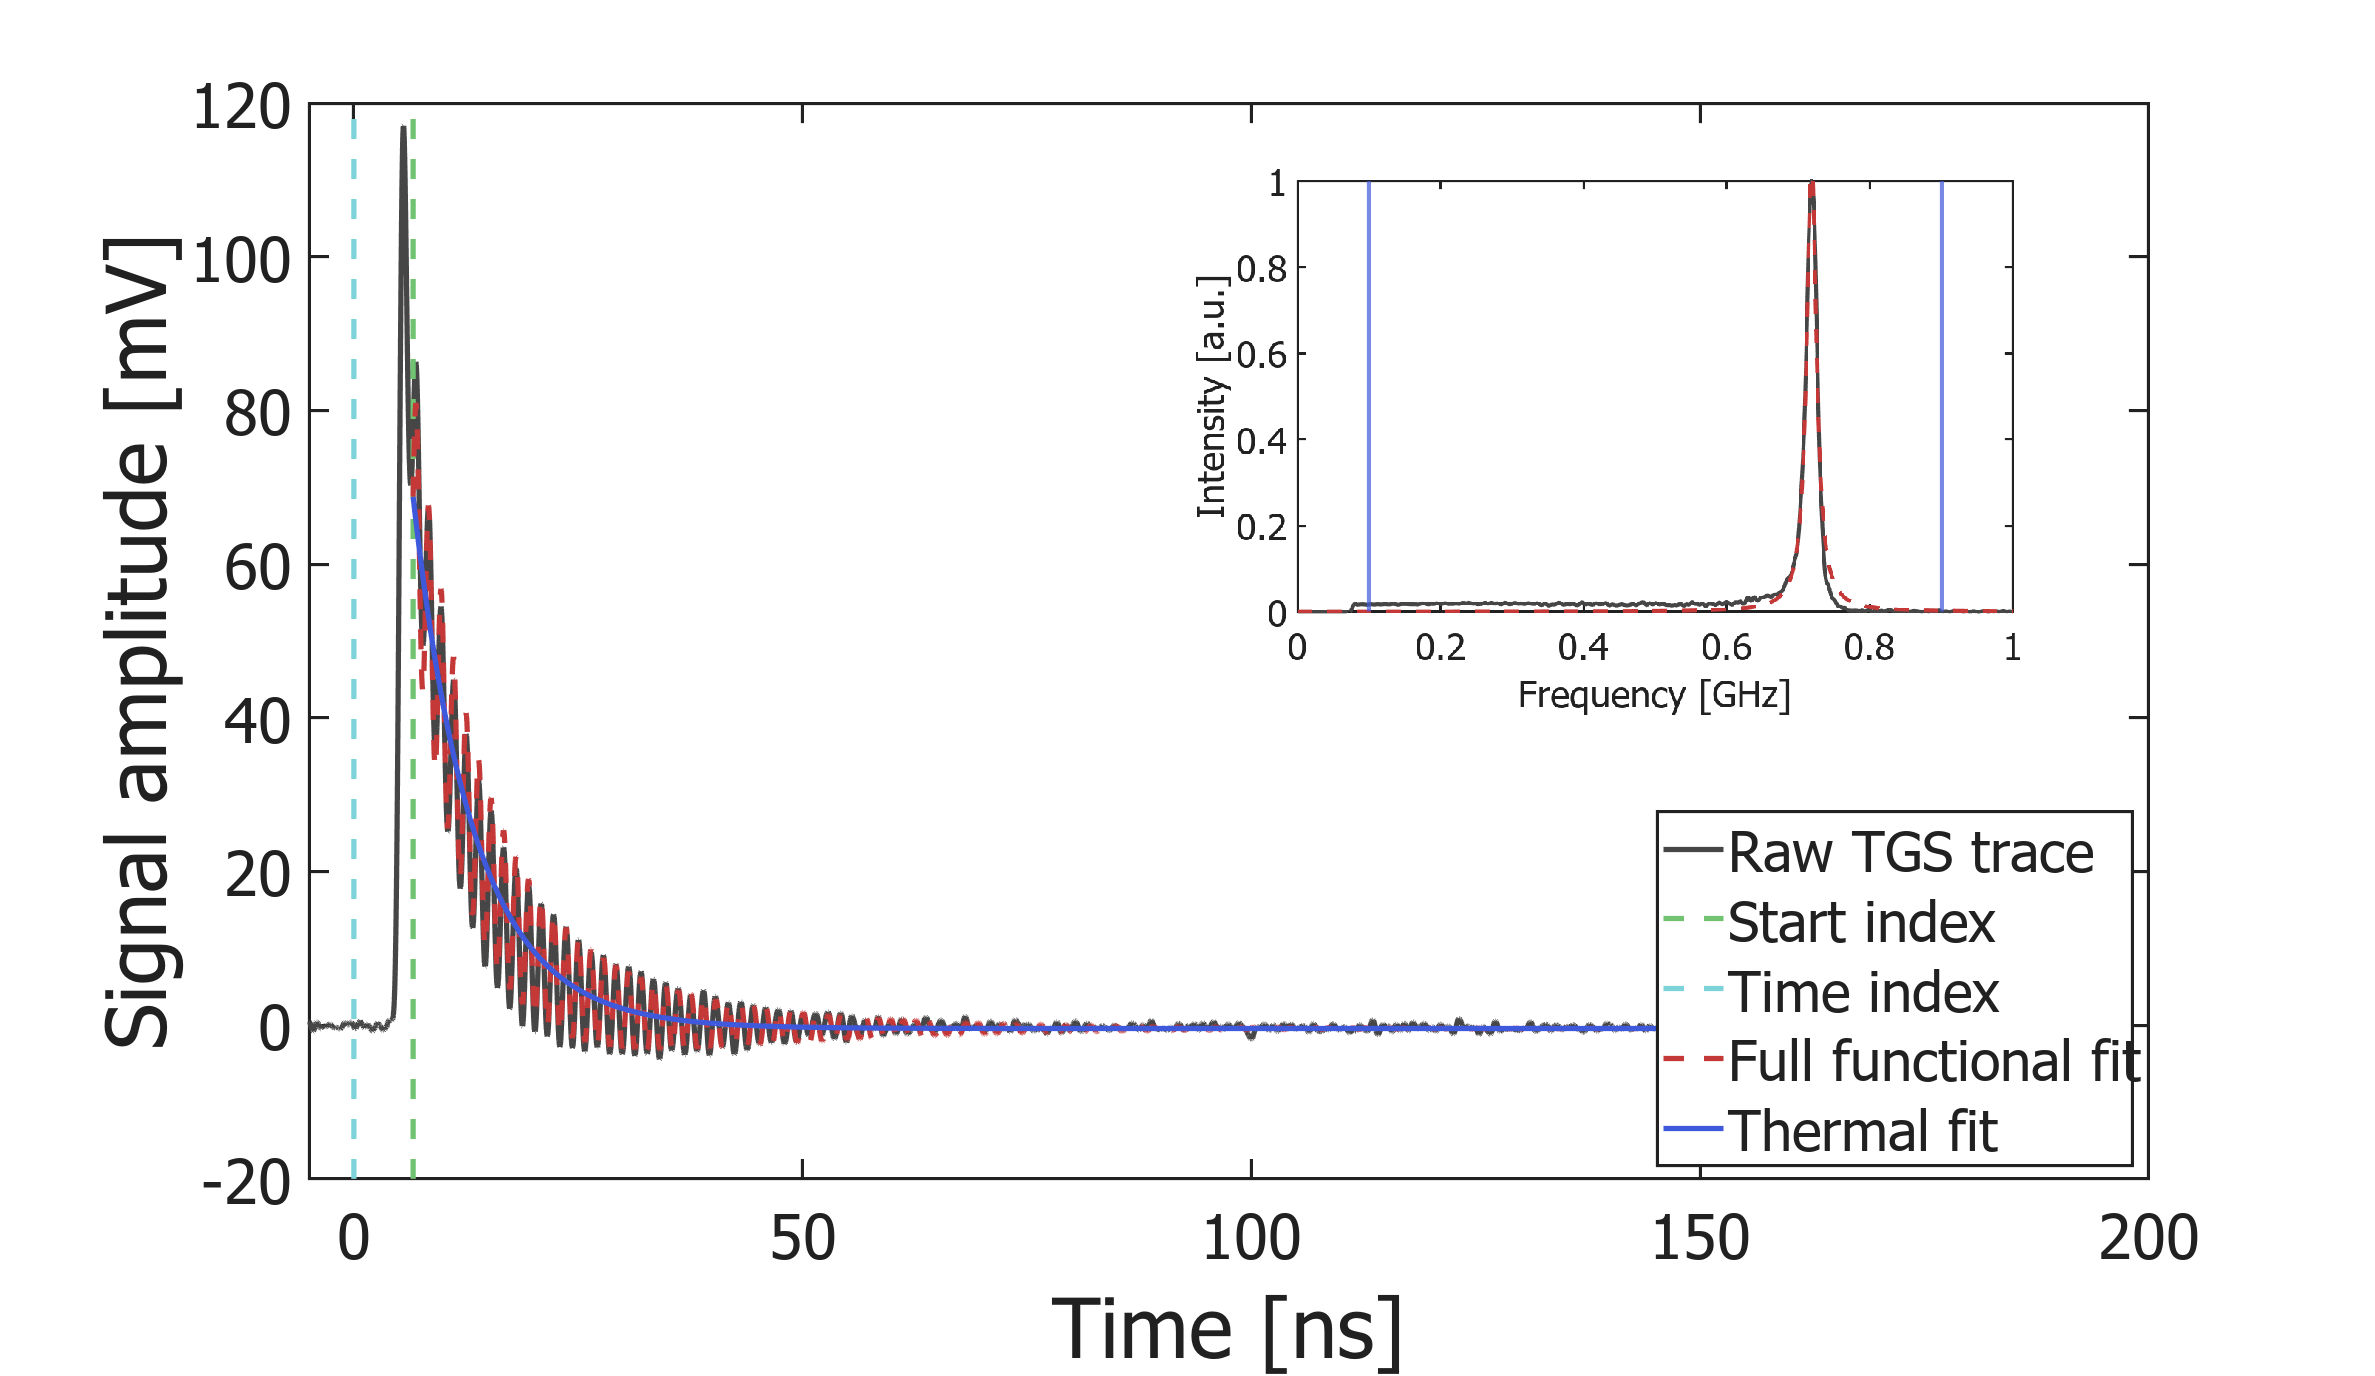 Signal amplitude [mV]
120
100
80
60
40
20
0
-20
0
50
100
150
200
Time [ns]
Intensity [a.u.]
1
0.8
0.6
0.4
0.2
0
0
0.2
0.4
0.6
0.8
1
Frequency [GHz]
Raw TGS trace
Start index
Time index
Full functional fit
Thermal fit